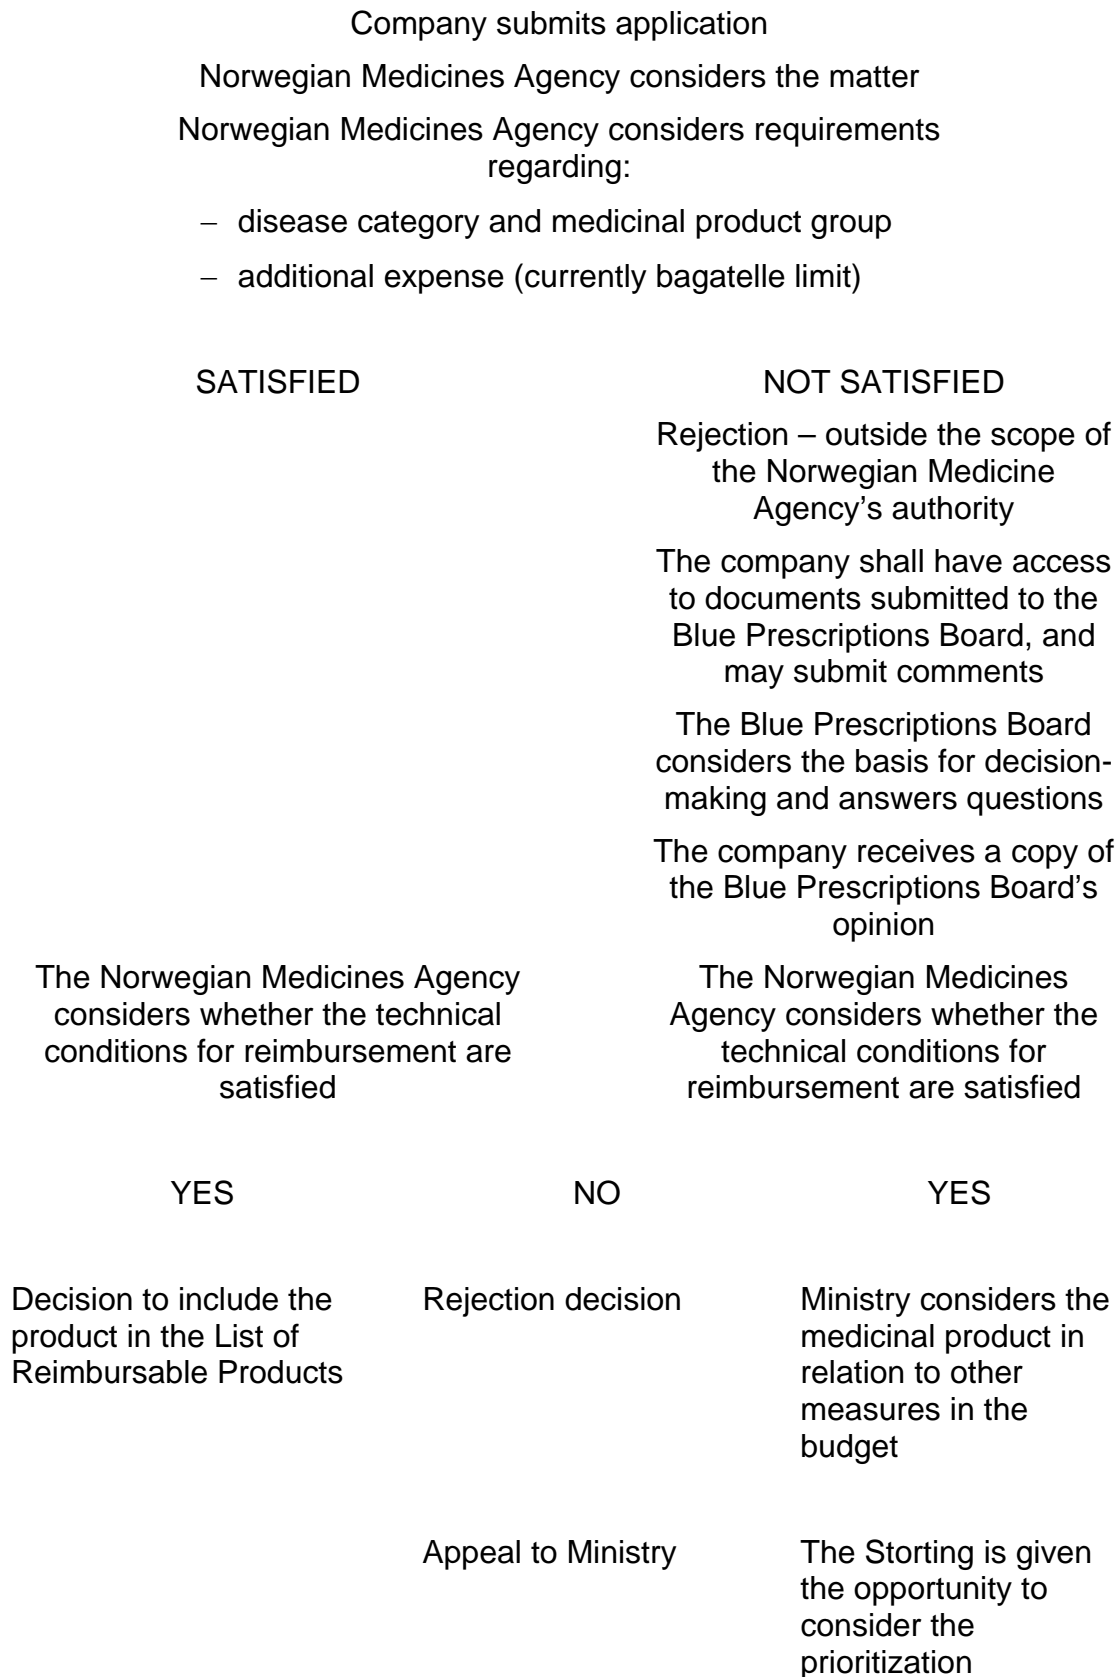 Company submits application
Norwegian Medicines Agency considers the matter
Norwegian Medicines Agency considers requirements
regarding:
– disease category and medicinal product group
– additional expense (currently bagatelle limit)
SATISFIED
NOT SATISFIED
Rejection – outside the scope of
the Norwegian Medicine
Agency’s authority
The company shall have access
to documents submitted to the
Blue Prescriptions Board, and
may submit comments
The Blue Prescriptions Board
considers the basis for decision-
making and answers questions
The company receives a copy of
the Blue Prescriptions Board’s
opinion
The Norwegian Medicines Agency
considers whether the technical
conditions for reimbursement are
satisfied
The Norwegian Medicines
Agency considers whether the
technical conditions for
reimbursement are satisfied
YES
NO
YES
Decision to include the
product in the List of
Reimbursable Products
Rejection decision
Ministry considers the
medicinal product in
relation to other
measures in the
budget
Appeal to Ministry
The Storting is given
the opportunity to
consider the
prioritization